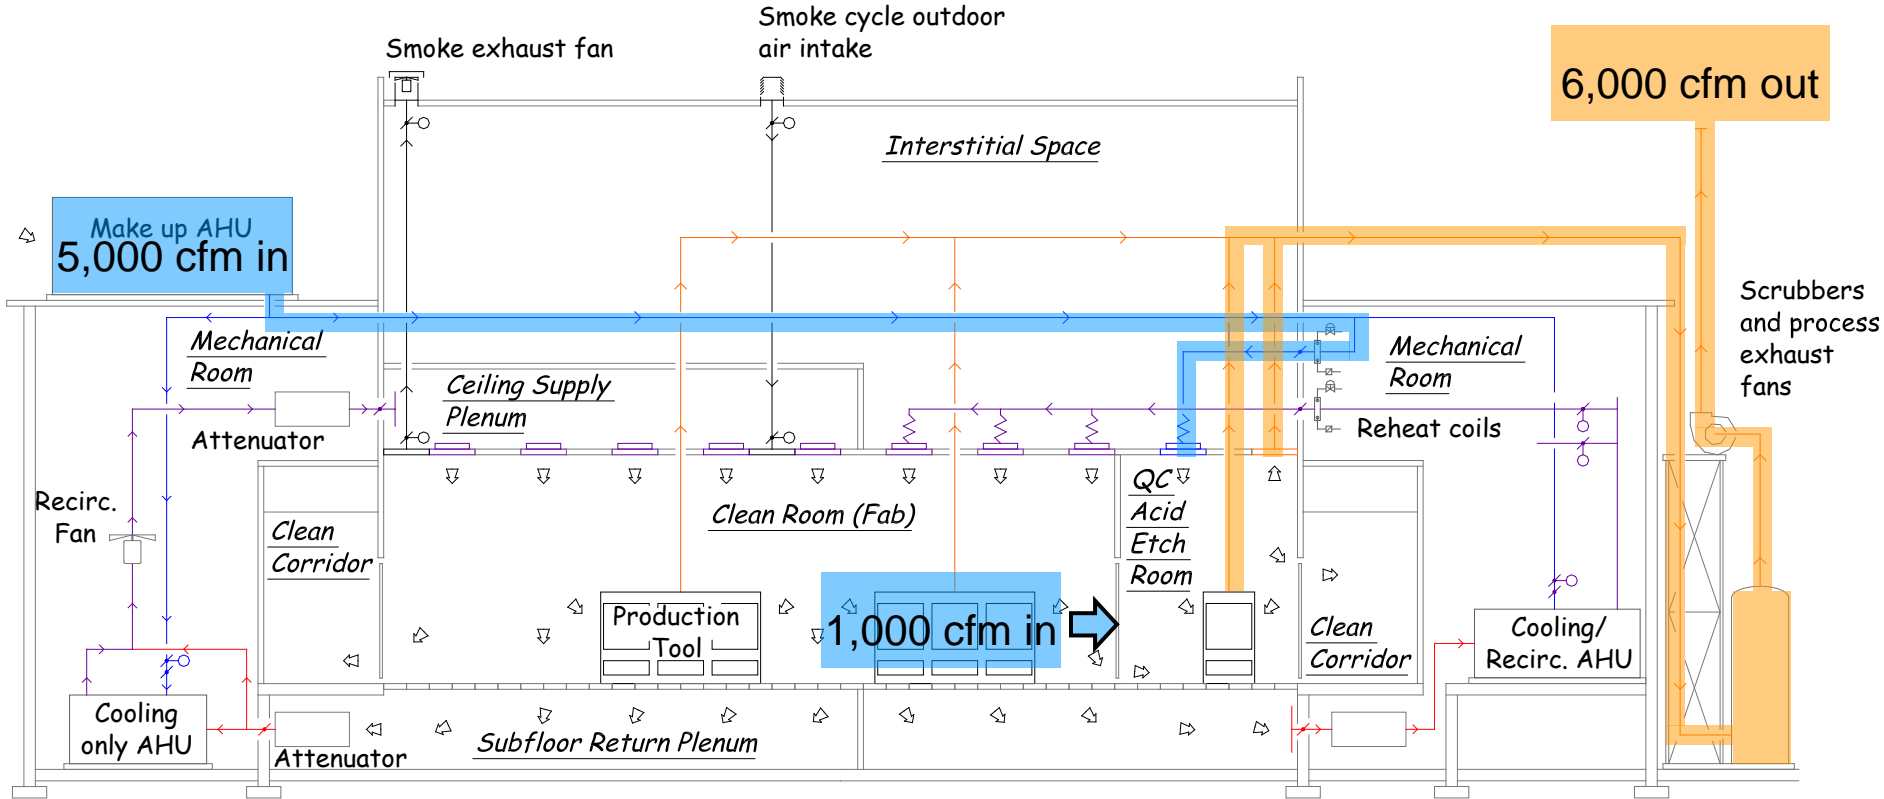 Smoke exhaust fan
Smoke cycle outdoor
air intake
6,000 cfm out
Interstitial Space
Make up AHU
5,000 cfm in
Mechanical
Room
Ceiling Supply
Plenum
Attenuator
Mechanical
Room
Reheat coils
Scrubbers
and process
exhaust
fans
Recirc.
Fan
Clean
Corridor
Clean Room (Fab)
QC
Acid
Etch
Room
Production
Tool
1,000 cfm in
Clean
Corridor
Cooling/
Recirc. AHU
Cooling
only AHU
Attenuator
Subfloor Return Plenum